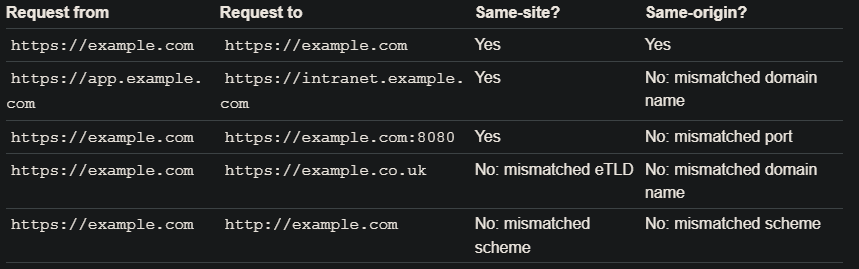 Request from Request to Same-site? Same-origin?
https://example.com https://example.com Yes Yes
https://app.example. https://intranet.example. Yes No: mismatched domain
com com name
https://example.com https://example.com:8080 Yes No: mismatched port
https://example.com https://example.co.uk No: mismatched eTLD No: mismatched domain
name
https://example.com http://example.com No: mismatched No: mismatched scheme
scheme